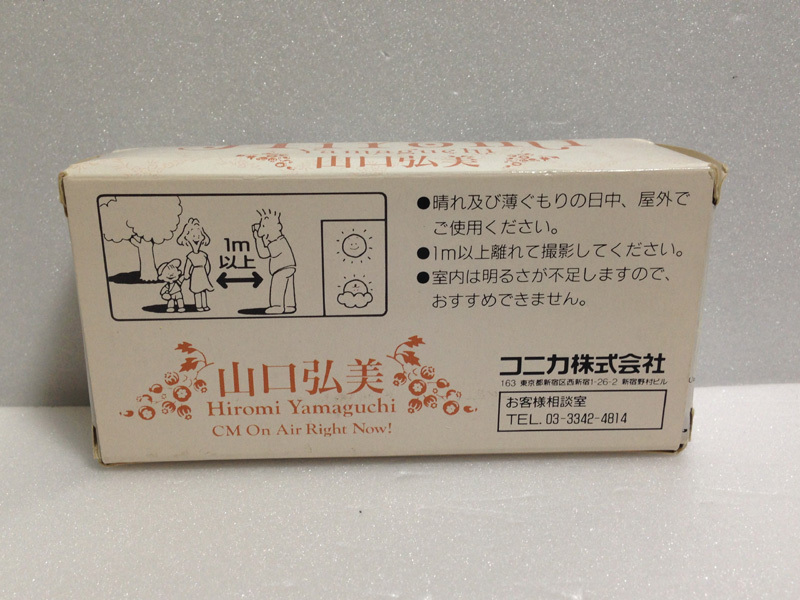 Hiromi
Yamaguchi
山口弘美
1m
以上
●晴れ及び薄ぐもりの日中、屋外で
ご使用ください。
●1m以上離れて撮影してください。
●室内は明るさが不足しますので、
おすすめできません。
山口弘美
Hiromi Yamaguchi
CM On Air Right Now!
コニカ株式会社
163 東京都新宿区西新宿1-26-2 新宿野村ビル
お客様相談室
TEL. 03-3342-4814